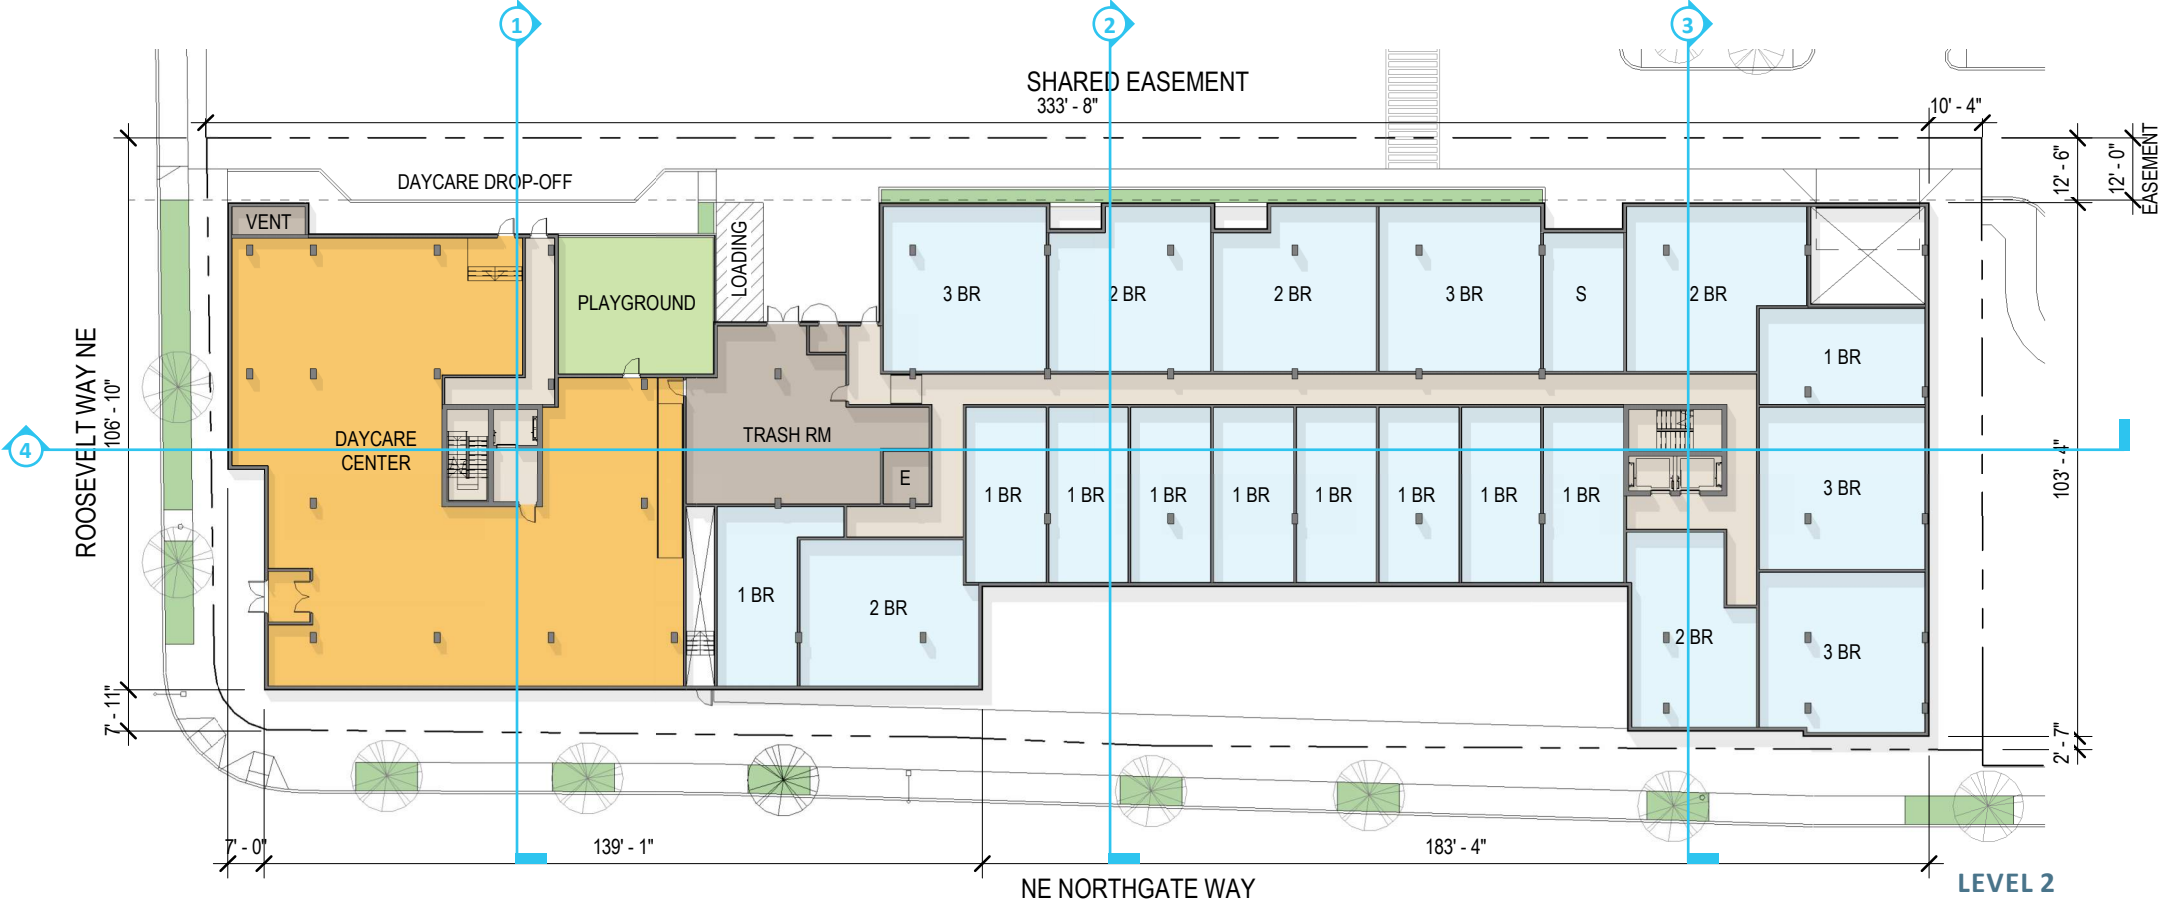 1
2
3
SHARED EASEMENT
333' - 8"
10' - 4"
12' - 6"
12' - 0"
EASEMENT
DAYCARE DROP-OFF
VENT
LOADING
PLAYGROUND
3 BR
2 BR
2 BR
3 BR
S
2 BR
1 BR
ROOSEVELT WAY NE
106' - 10"
DAYCARE
CENTER
TRASH RM
E
4
103' - 4"
1 BR
1 BR
1 BR
1 BR
1 BR
1 BR
1 BR
1 BR
3 BR
1 BR
2 BR
2 BR
3 BR
7' - 11"
2' - 7"
7' - 0"
139' - 1"
183' - 4"
NE NORTHGATE WAY
LEVEL 2